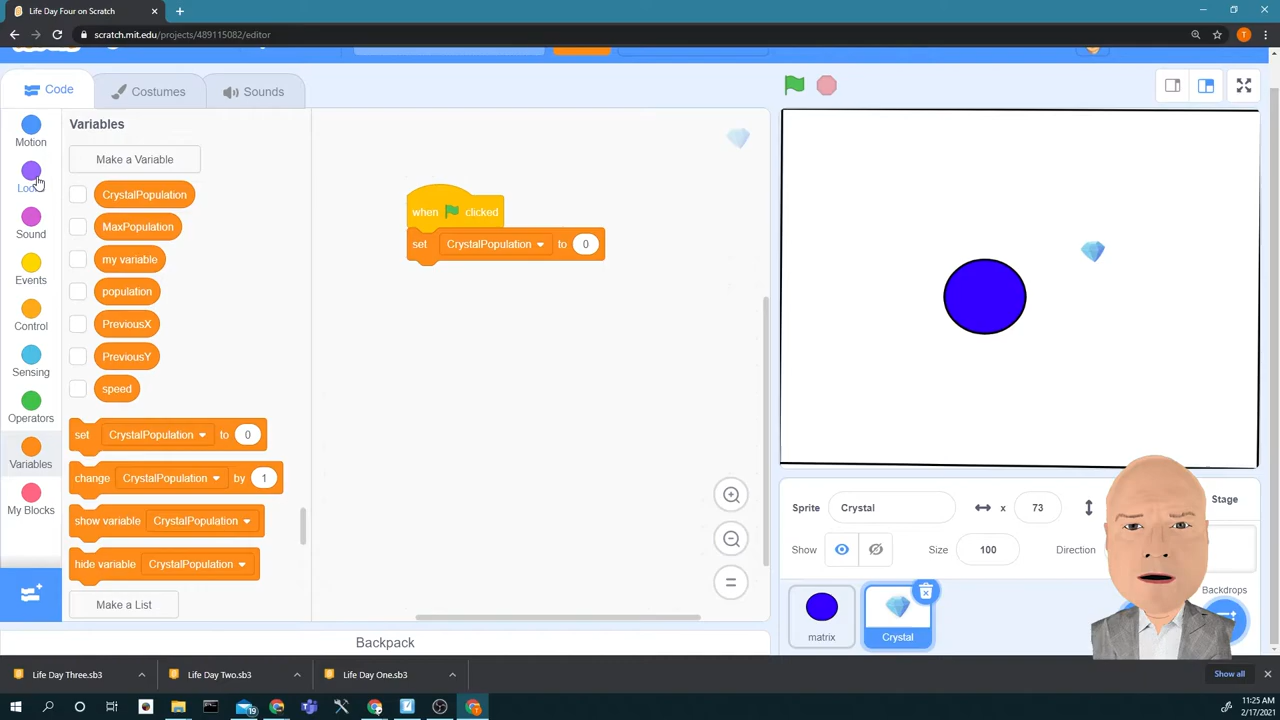 Life Day Four on Scratch
scratch.mit.edu/projects/489115082/editor
T
Code
Costumes
Sounds
Motion
Looks
Sound
Events
Control
Sensing
Operators
Variables
My Blocks
Variables
Make a Variable
CrystalPopulation
MaxPopulation
my variable
population
PreviousX
PreviousY
speed
set CrystalPopulation to 0
change CrystalPopulation by 1
show variable CrystalPopulation
hide variable CrystalPopulation
Make a List
when clicked
set CrystalPopulation to 0
Backpack
Sprite Crystal x 73
Show Size 100 Direction
matrix
Crystal
Stage
Backdrops
Life Day Three.sb3
Life Day Two.sb3
Life Day One.sb3
Show all
11:25 AM
2/17/2021